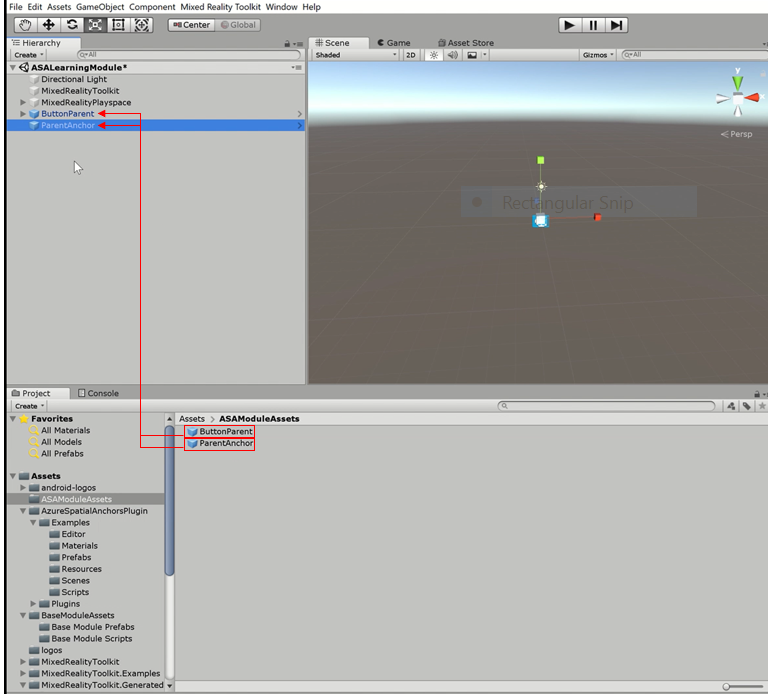 File Edit Assets GameObject Component Mixed Reality Toolkit Window Help
Center Global
Hierarchy
Create All
ASALearningModule*
Directional Light
MixedRealityToolkit
MixedRealityPlayspace
ButtonParent
ParentAnchor
Scene Game Asset Store
Shaded 2D Gizmos All
y
Persp
Rectangular Snip
Project Console
Create
Favorites
All Materials
All Models
All Prefabs
Assets
android-logos
ASAModuleAssets
AzureSpatialAnchorsPlugin
Examples
Editor
Materials
Prefabs
Resources
Scenes
Scripts
Plugins
BaseModuleAssets
Base Module Prefabs
Base Module Scripts
logos
MixedRealityToolkit
MixedRealityToolkit.Examples
MixedRealityToolkit.Generated
Assets > ASAModuleAssets
ButtonParent
ParentAnchor